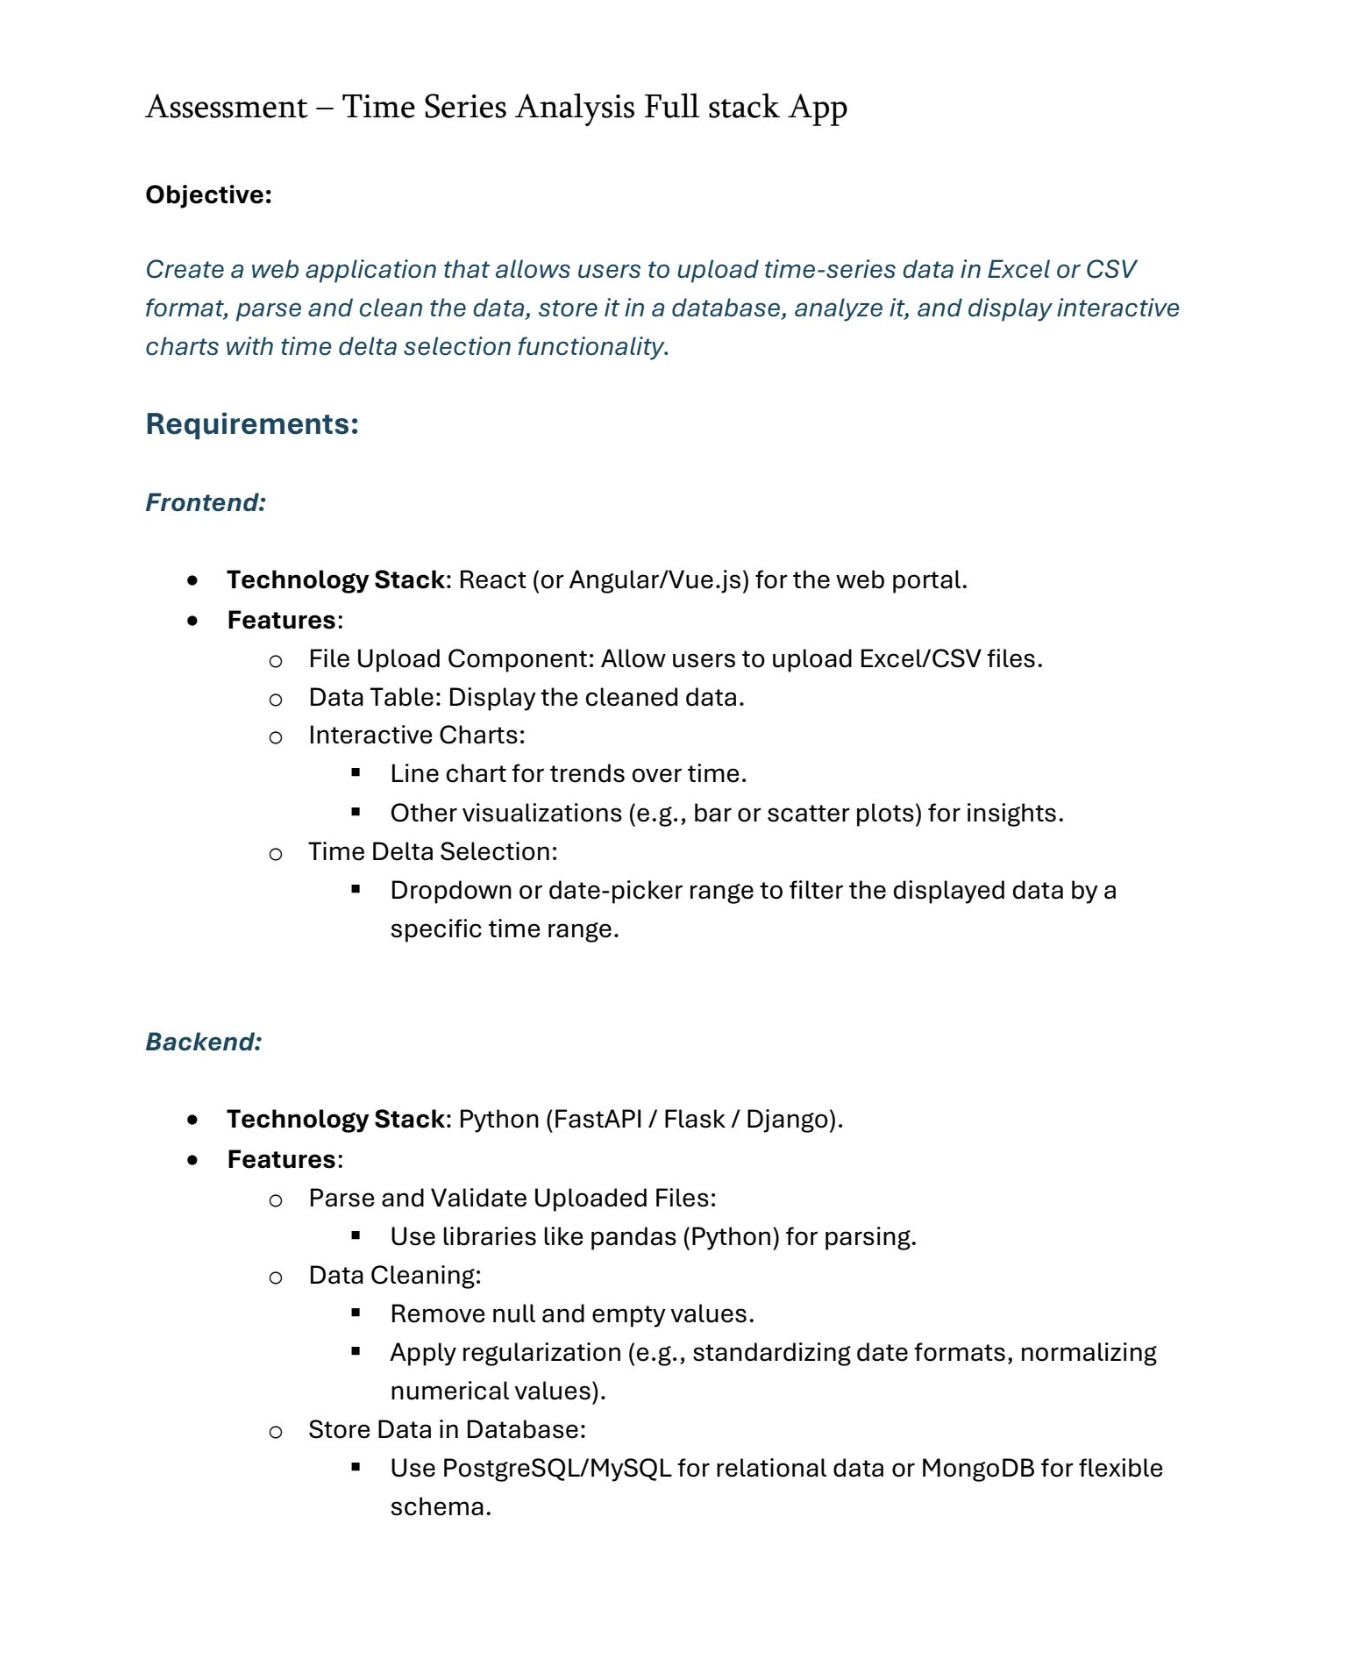 Assessment – Time Series Analysis Full stack App
Objective:
Create a web application that allows users to upload time-series data in Excel or CSV
format, parse and clean the data, store it in a database, analyze it, and display interactive
charts with time delta selection functionality.
Requirements:
Frontend:
• Technology Stack: React (or Angular/Vue.js) for the web portal.
• Features:
o File Upload Component: Allow users to upload Excel/CSV files.
o Data Table: Display the cleaned data.
o Interactive Charts:
▪ Line chart for trends over time.
▪ Other visualizations (e.g., bar or scatter plots) for insights.
o Time Delta Selection:
▪ Dropdown or date-picker range to filter the displayed data by a
specific time range.
Backend:
• Technology Stack: Python (FastAPI / Flask / Django).
• Features:
o Parse and Validate Uploaded Files:
▪ Use libraries like pandas (Python) for parsing.
o Data Cleaning:
▪ Remove null and empty values.
▪ Apply regularization (e.g., standardizing date formats, normalizing
numerical values).
o Store Data in Database:
▪ Use PostgreSQL/MySQL for relational data or MongoDB for flexible
schema.